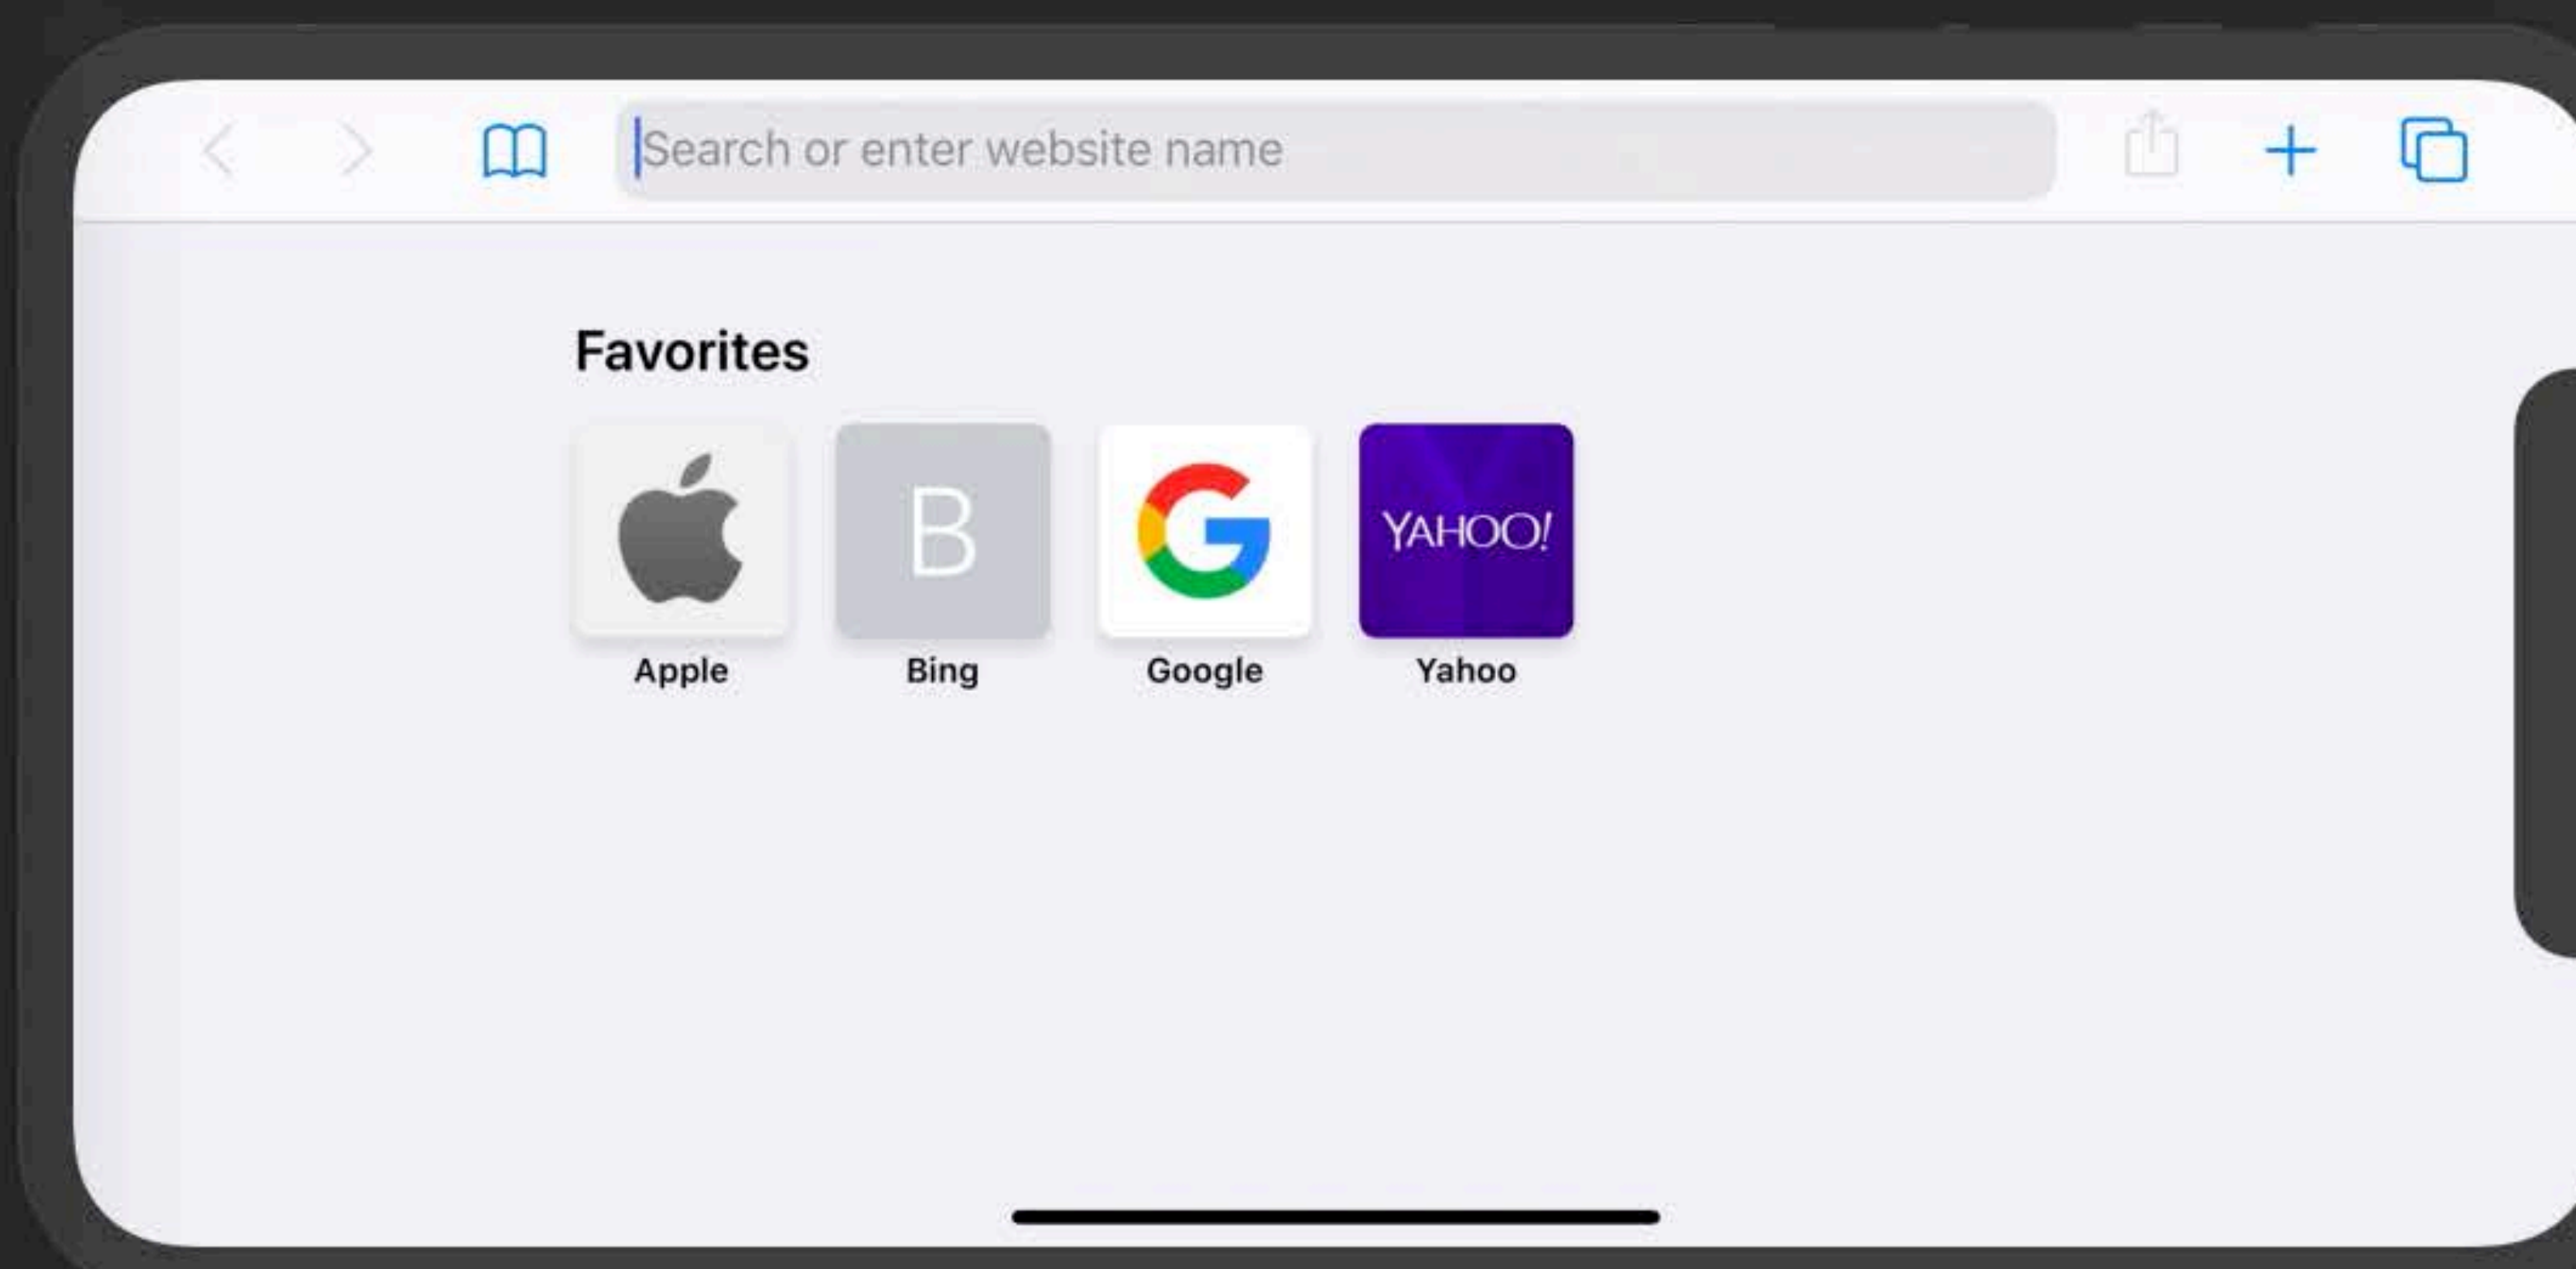 Search or enter website name
Favorites
B
YAHOO!
Apple
Bing
Google
Yahoo